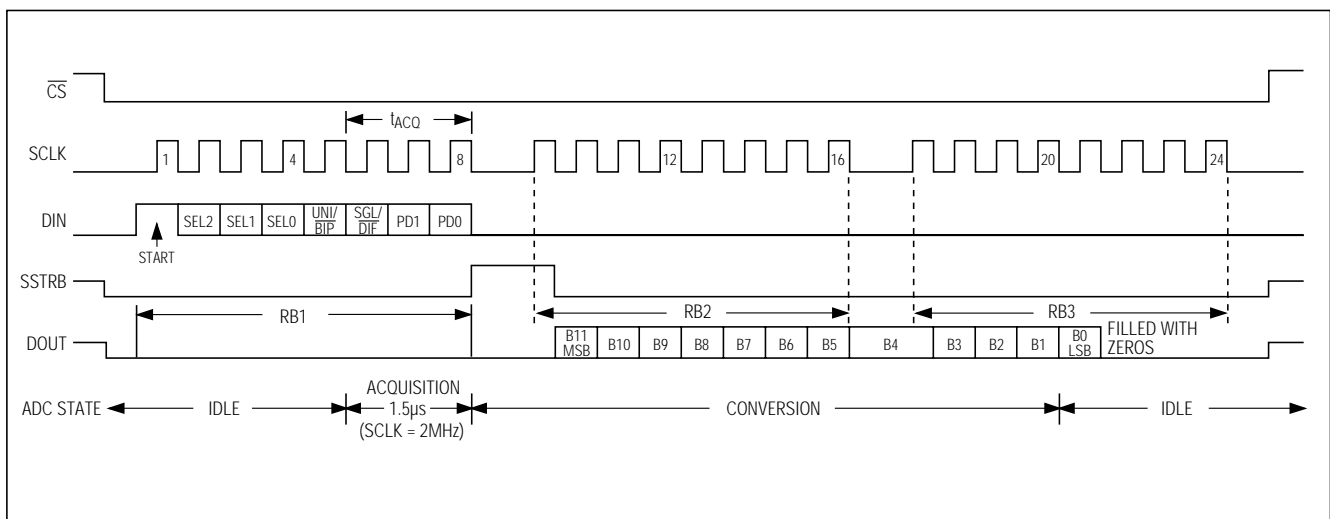 CS
tACQ
SCLK 1 4 8 12 16 20 24
DIN SEL2 SEL1 SEL0 UNI/BIP SGL/DIF PD1 PD0
START
SSTRB
RB1 RB2 RB3
DOUT B11 MSB B10 B9 B8 B7 B6 B5 B4 B3 B2 B1 B0 LSB FILLED WITH ZEROS
ADC STATE IDLE ACQUISITION 1.5µs (SCLK = 2MHz) CONVERSION IDLE